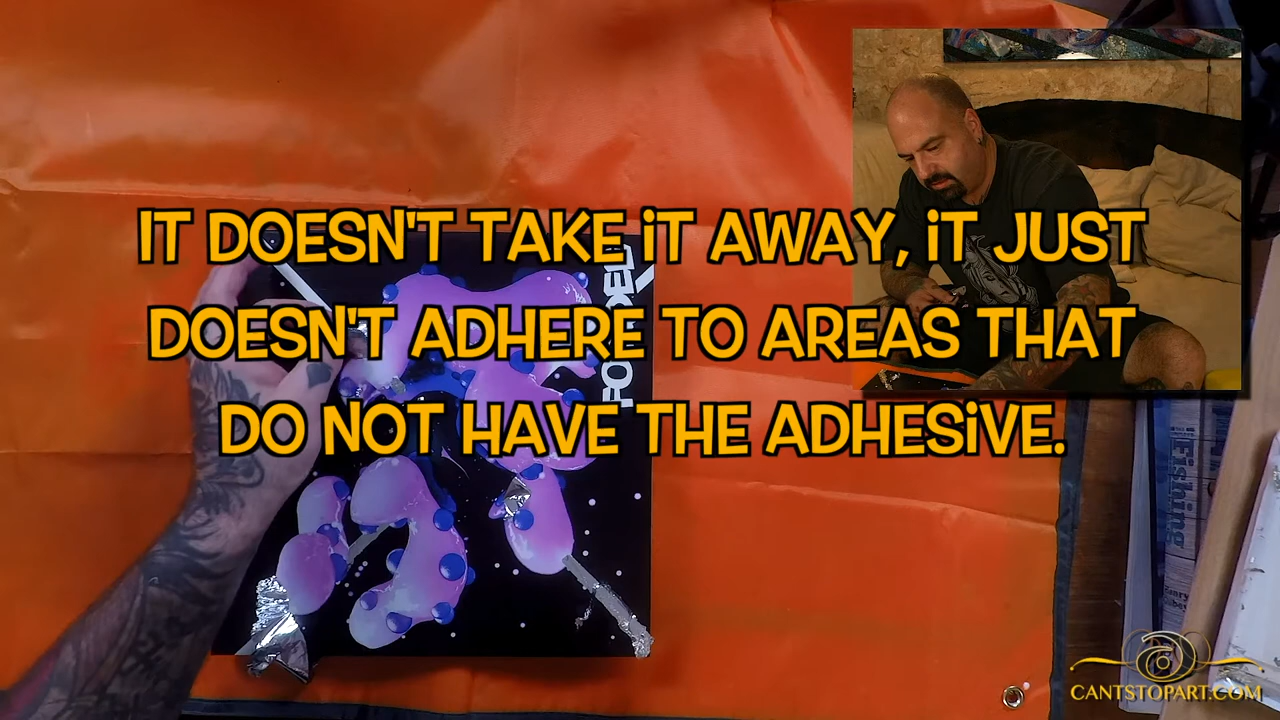 IT DOESN'T TAKE iT AWAY, iT JUST
DOESN'T ADHERE TO AREAS THAT
DO NOT HAVE THE ADHESiVE.
Fishing
CANTSTOPART.COM